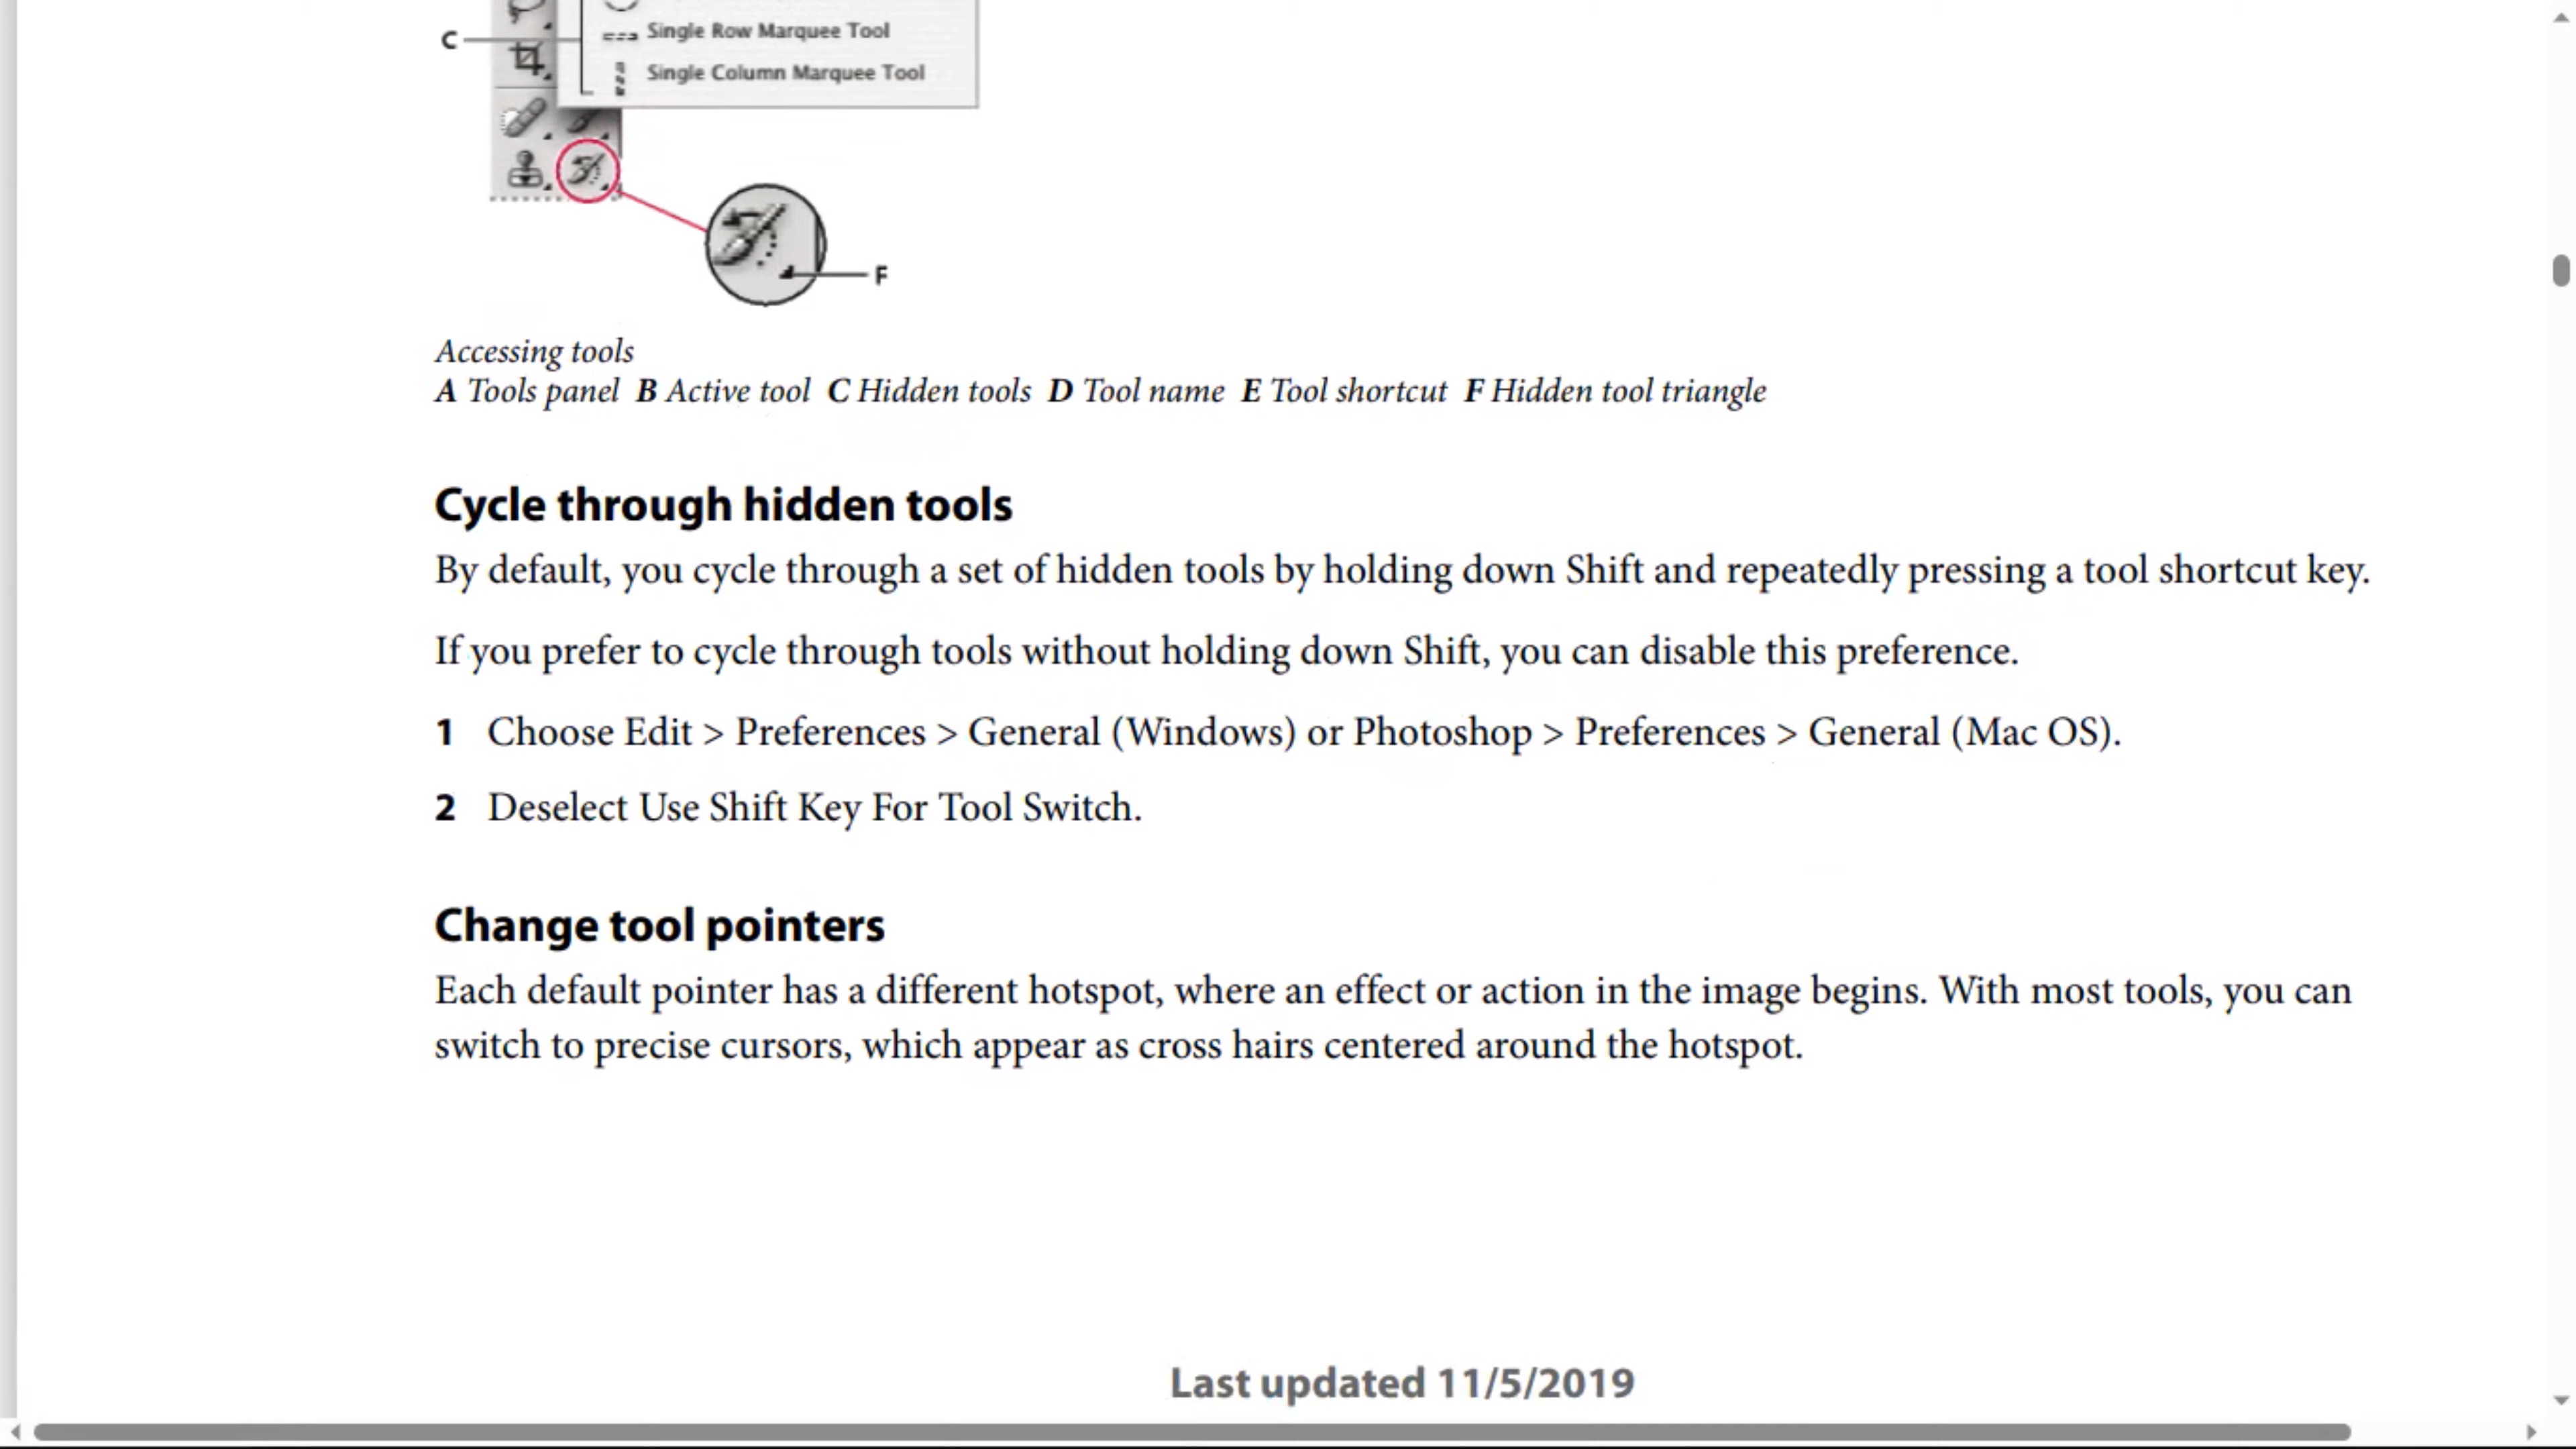 Single Row Marquee Tool
C
Single Column Marquee Tool
F
Accessing tools
A Tools panel B Active tool C Hidden tools D Tool name E Tool shortcut F Hidden tool triangle
Cycle through hidden tools
By default, you cycle through a set of hidden tools by holding down Shift and repeatedly pressing a tool shortcut key.
If you prefer to cycle through tools without holding down Shift, you can disable this preference.
1 Choose Edit > Preferences > General (Windows) or Photoshop > Preferences > General (Mac OS).
2 Deselect Use Shift Key For Tool Switch.
Change tool pointers
Each default pointer has a different hotspot, where an effect or action in the image begins. With most tools, you can
switch to precise cursors, which appear as cross hairs centered around the hotspot.
Last updated 11/5/2019